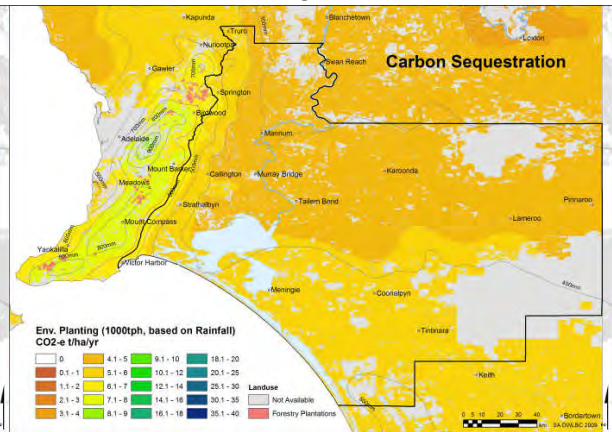 Kapunda
Truro
Blanchetown
Loxton
Nuriootpa
Gawler
Swan Reach
Carbon Sequestration
Springton
Birdwood
Adelaide
Mannum
Mount Barker
Meadows
Callington
Murray Bridge
Karoonda
Pinnaroo
Strathalbyn
Tailem Bend
Lameroo
Mount Compass
Yankalilla
Victor Harbor
450mm
Meningie
Coonalpyn
Tintinara
Keith
Bordertown
Env. Planting (1000tph, based on Rainfall)
CO2-e t/ha/yr
0 4.1 - 5 9.1 - 10 18.1 - 20
0.1 - 1 5.1 - 6 10.1 - 12 20.1 - 25 Landuse
1.1 - 2 6.1 - 7 12.1 - 14 25.1 - 30 Not Available
2.1 - 3 7.1 - 8 14.1 - 16 30.1 - 35 Forestry Plantations
3.1 - 4 8.1 - 9 16.1 - 18 35.1 - 40
0 5 10 20 30 40
km SA DWLBC 2009